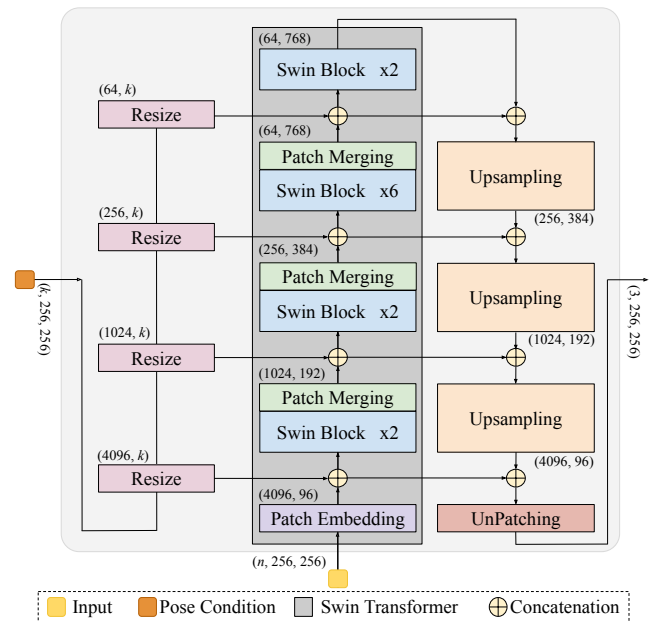 (64, 768)
Swin Block x2
(64, k)
Resize
(64, 768)
Patch Merging
Swin Block x6
Upsampling
(256, k)
Resize
(256, 384)
(256, 384)
Patch Merging
Swin Block x2
Upsampling
(k, 256, 256)
(3, 256, 256)
(1024, k)
Resize
(1024, 192)
(1024, 192)
Patch Merging
Swin Block x2
Upsampling
(4096, k)
Resize
(4096, 96)
(4096, 96)
Patch Embedding
UnPatching
(n, 256, 256)
Input
Pose Condition
Swin Transformer
Concatenation